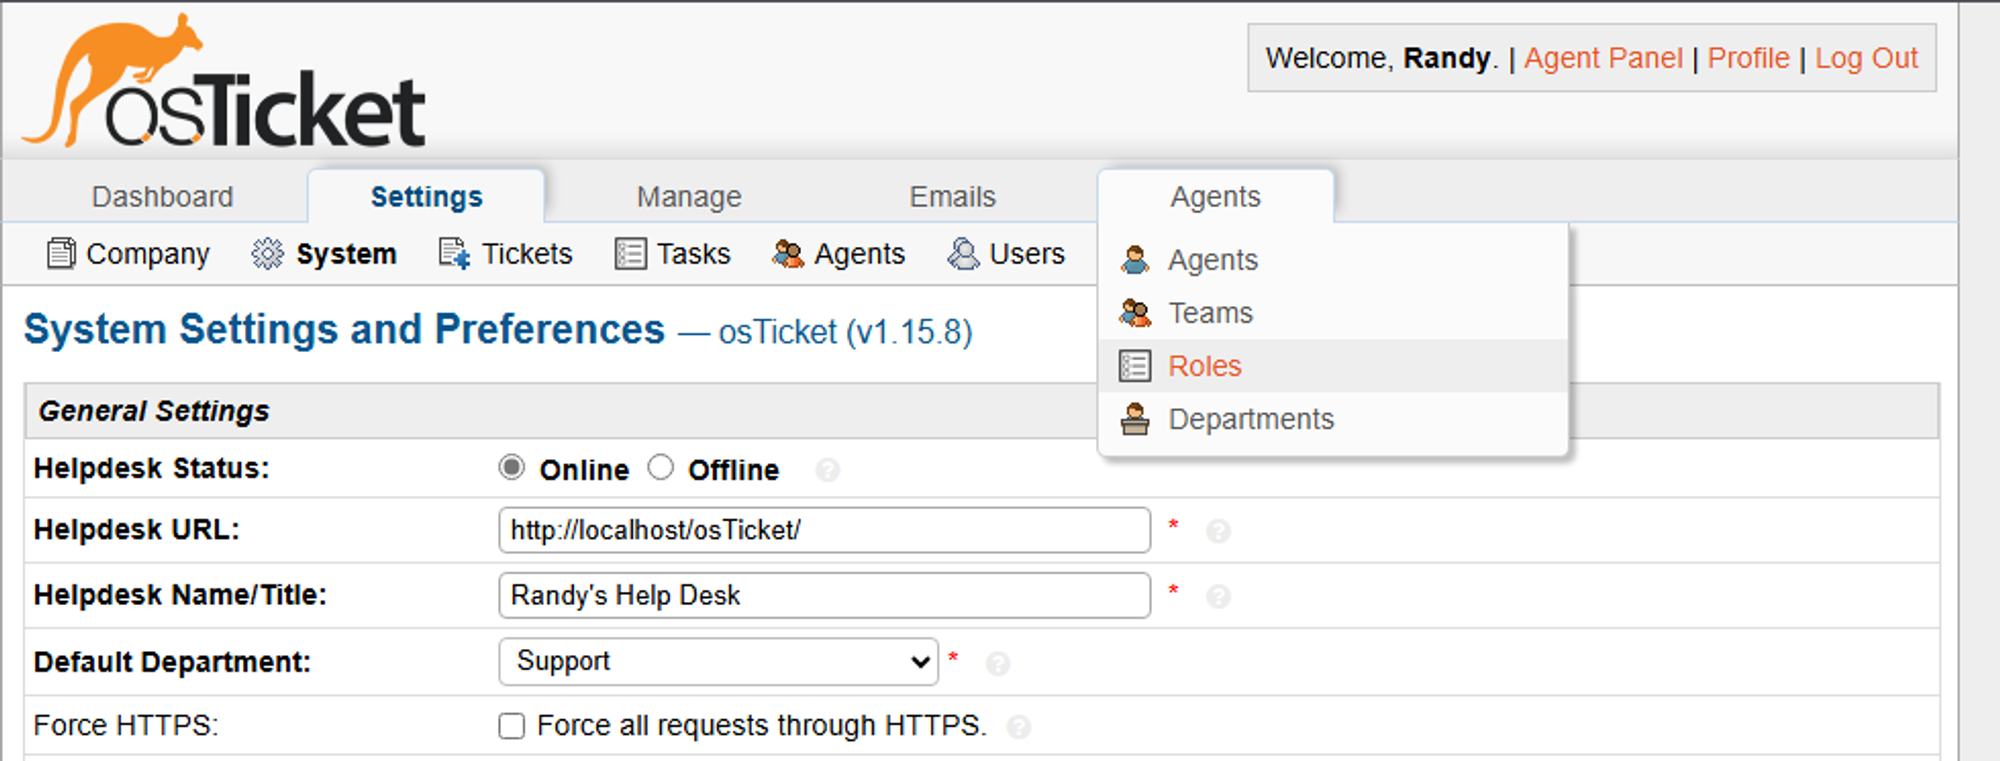 osTicket
Welcome, Randy. | Agent Panel | Profile | Log Out
Dashboard Settings Manage Emails Agents
Company System Tickets Tasks Agents Users
Agents
Teams
Roles
Departments
System Settings and Preferences — osTicket (v1.15.8)
General Settings
Helpdesk Status: Online Offline ?
Helpdesk URL: http://localhost/osTicket/ * ?
Helpdesk Name/Title: Randy's Help Desk * ?
Default Department: Support * ?
Force HTTPS: Force all requests through HTTPS. ?